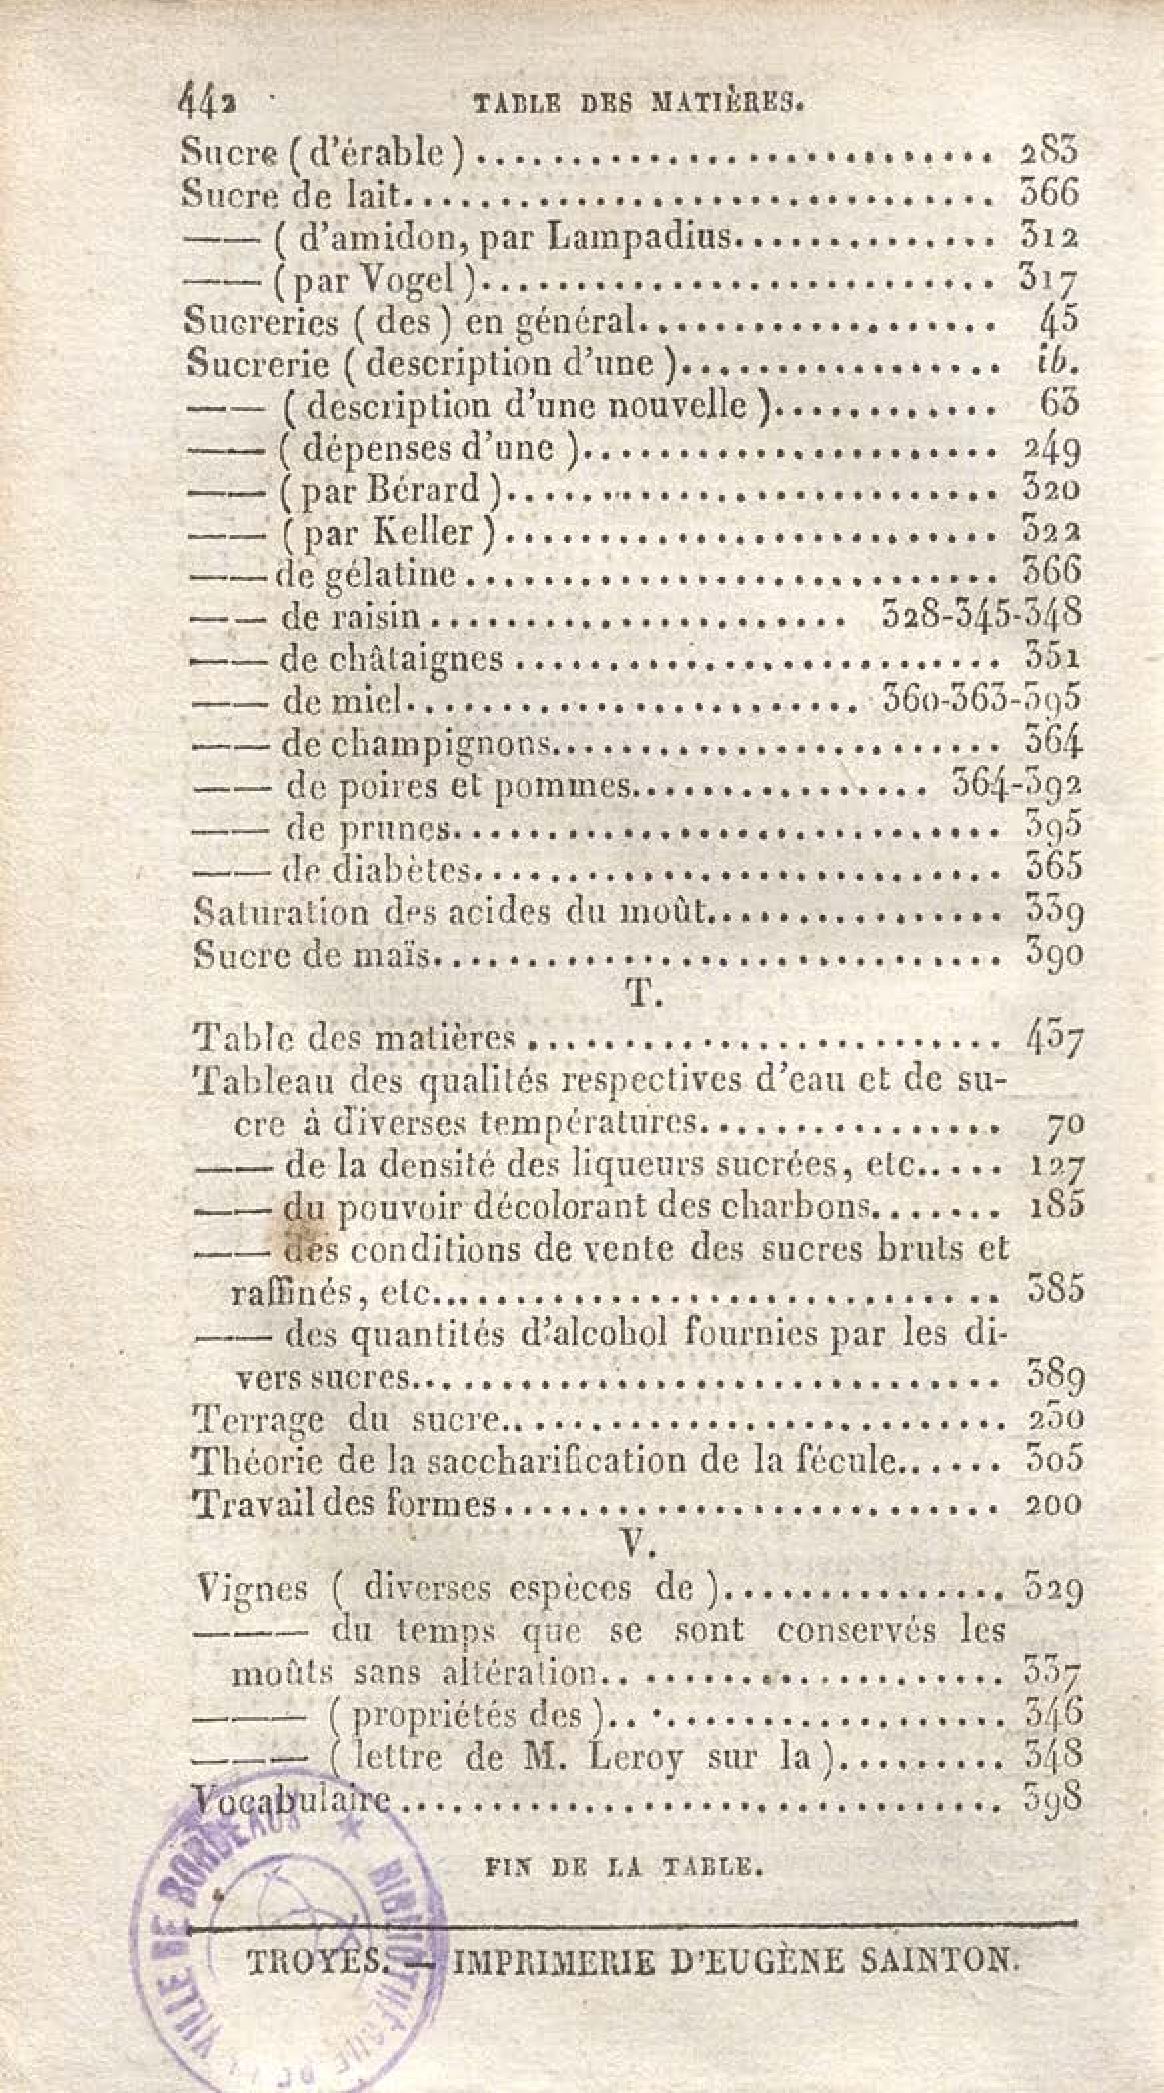 442 TABLE DES MATIÈRES.
Sucre ( d'érable ) ........................... 283
Sucre de lait............................... 366
—— ( d'amidon, par Lampadius.............. 312
—— ( par Vogel )........................... 317
Sucreries ( des ) en général................... 45
Sucrerie ( description d'une )................. ib.
—— ( description d'une nouvelle )............ 63
—— ( dépenses d'une )...................... 249
—— ( par Bérard ).......................... 320
—— ( par Keller ).......................... 322
—— de gélatine ............................ 366
—— de raisin ...................... 328-345-348
—— de châtaignes .......................... 351
—— de miel........................ 360-363-395
—— de champignons........................ 364
—— de poires et pommes................ 364-392
—— de prunes............................. 395
—— de diabètes............................ 365
Saturation des acides du moût................ 339
Sucre de maïs.............................. 390
T.
Table des matières ......................... 437
Tableau des qualités respectives d'eau et de su-
cre à diverses températures................ 70
—— de la densité des liqueurs sucrées, etc..... 127
—— du pouvoir décolorant des charbons....... 185
—— des conditions de vente des sucres bruts et
raffinés, etc.............................. 385
—— des quantités d'alcohol fournies par les di-
vers sucres............................... 389
Terrage du sucre........................... 230
Théorie de la saccharification de la fécule...... 305
Travail des formes.......................... 200
V.
Vignes ( diverses espèces de )............... 329
——— du temps que se sont conservés les
moûts sans altération..................... 337
——— ( propriétés des ).................... 346
——— ( lettre de M. Leroy sur la )......... 348
Vocabulaire ................................ 398
FIN DE LA TABLE.
TROYES. — IMPRIMERIE D'EUGÈNE SAINTON.
BIBLIOTHÈQUE DE LA VILLE DE BORDEAUX